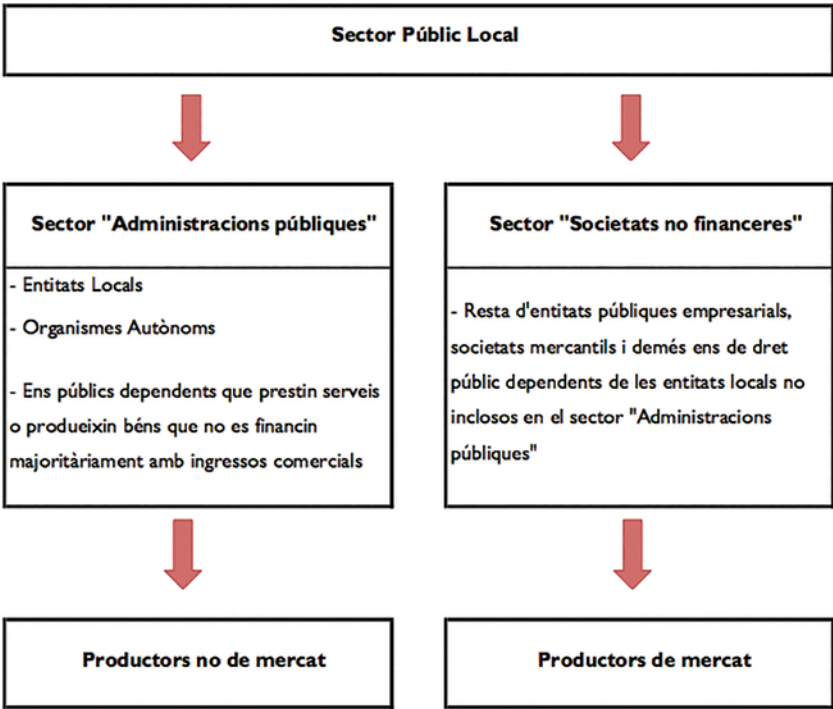 Sector Públic Local
Sector "Administracions públiques"
- Entitats Locals
- Organismes Autònoms
- Ens públics dependents que prestin serveis
o produeixin béns que no es financin
majoritàriament amb ingressos comercials
Sector "Societats no financeres"
- Resta d'entitats públiques empresarials,
societats mercantils i demés ens de dret
públic dependents de les entitats locals no
inclosos en el sector "Administracions
públiques"
Productors no de mercat
Productors de mercat